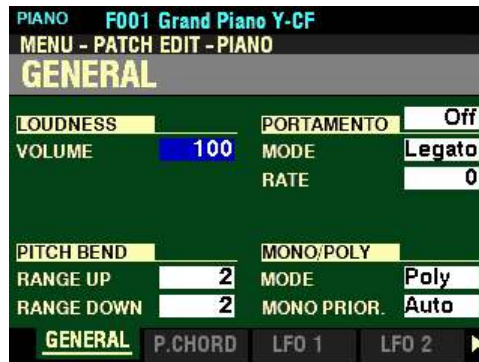 PIANO F001 Grand Piano Y-CF
MENU - PATCH EDIT - PIANO
GENERAL
LOUDNESS
VOLUME 100
PORTAMENTO Off
MODE Legato
RATE 0
PITCH BEND
RANGE UP 2
RANGE DOWN 2
MONO/POLY
MODE Poly
MONO PRIOR. Auto
GENERAL P.CHORD LFO 1 LFO 2